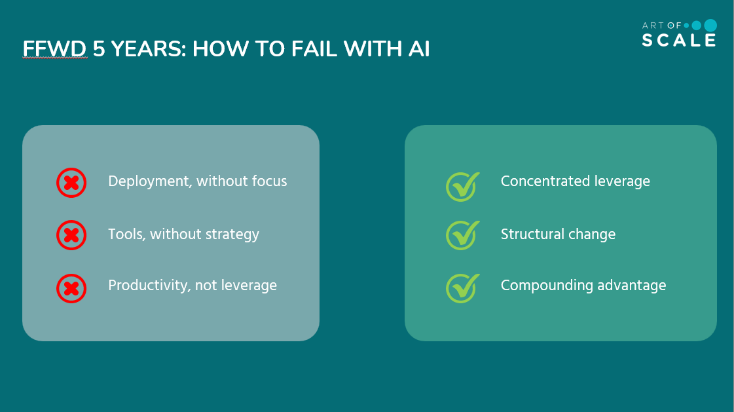 ART OF
SCALE
FFWD 5 YEARS: HOW TO FAIL WITH AI
Deployment, without focus
Tools, without strategy
Productivity, not leverage
Concentrated leverage
Structural change
Compounding advantage